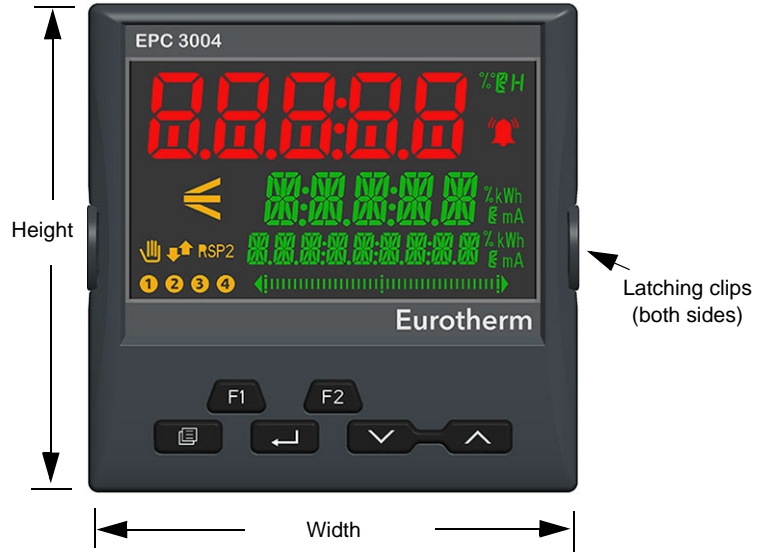 EPC 3004
%°C H
%kWh
mA
Height
RSP2
% kWh
mA
1 2 3 4
Latching clips
(both sides)
Eurotherm
F1 F2
Width